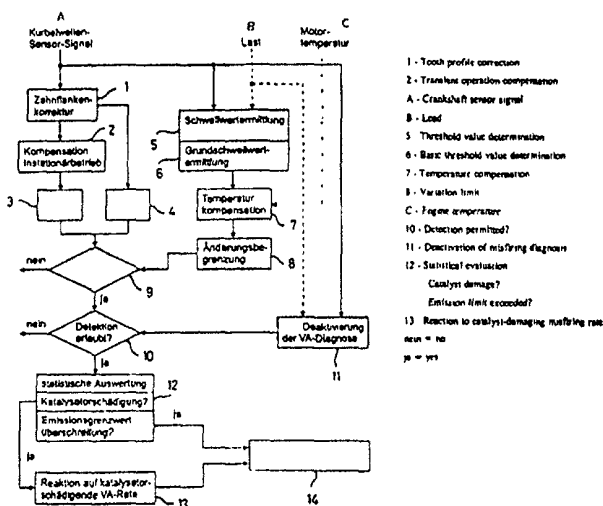 A
Kurbelwellen-
Sensor-Signal
B
Last
C
Motor-
temperatur
1
Zahnflanken-
korrektur
2
Kompensation
Instationärbetrieb
3
4
5
Schwellwertermittlung
6
Grundschwellwert-
ermittlung
Temperatur
kompensation
7
Änderungsbe-
grenzung
8
nein
9
ja
nein
Detektion
erlaubt?
10
ja
Deaktivierung
der VA-Diagnose
11
statistische Auswertung
12
Katalysatorschädigung?
ja
Emissionsgrenzwert
überschreitung?
ja
Reaktion auf katalysator-
schädigende VA-Rate
13
14
1 - Tooth profile correction
2 - Transient operation compensation
A - Crankshaft sensor signal
B - Load
5 Threshold value determination
6 - Basic threshold value determination
7 - Temperature compensation
8 - Variation limit
C - Engine temperature
10 - Detection permitted?
11 - Deactivation of misfiring diagnosis
12 - Statistical evaluation
Catalyst damage?
Emission limit exceeded?
13 Reaction to catalyst-damaging misfiring rate
nein = no
ja = yes